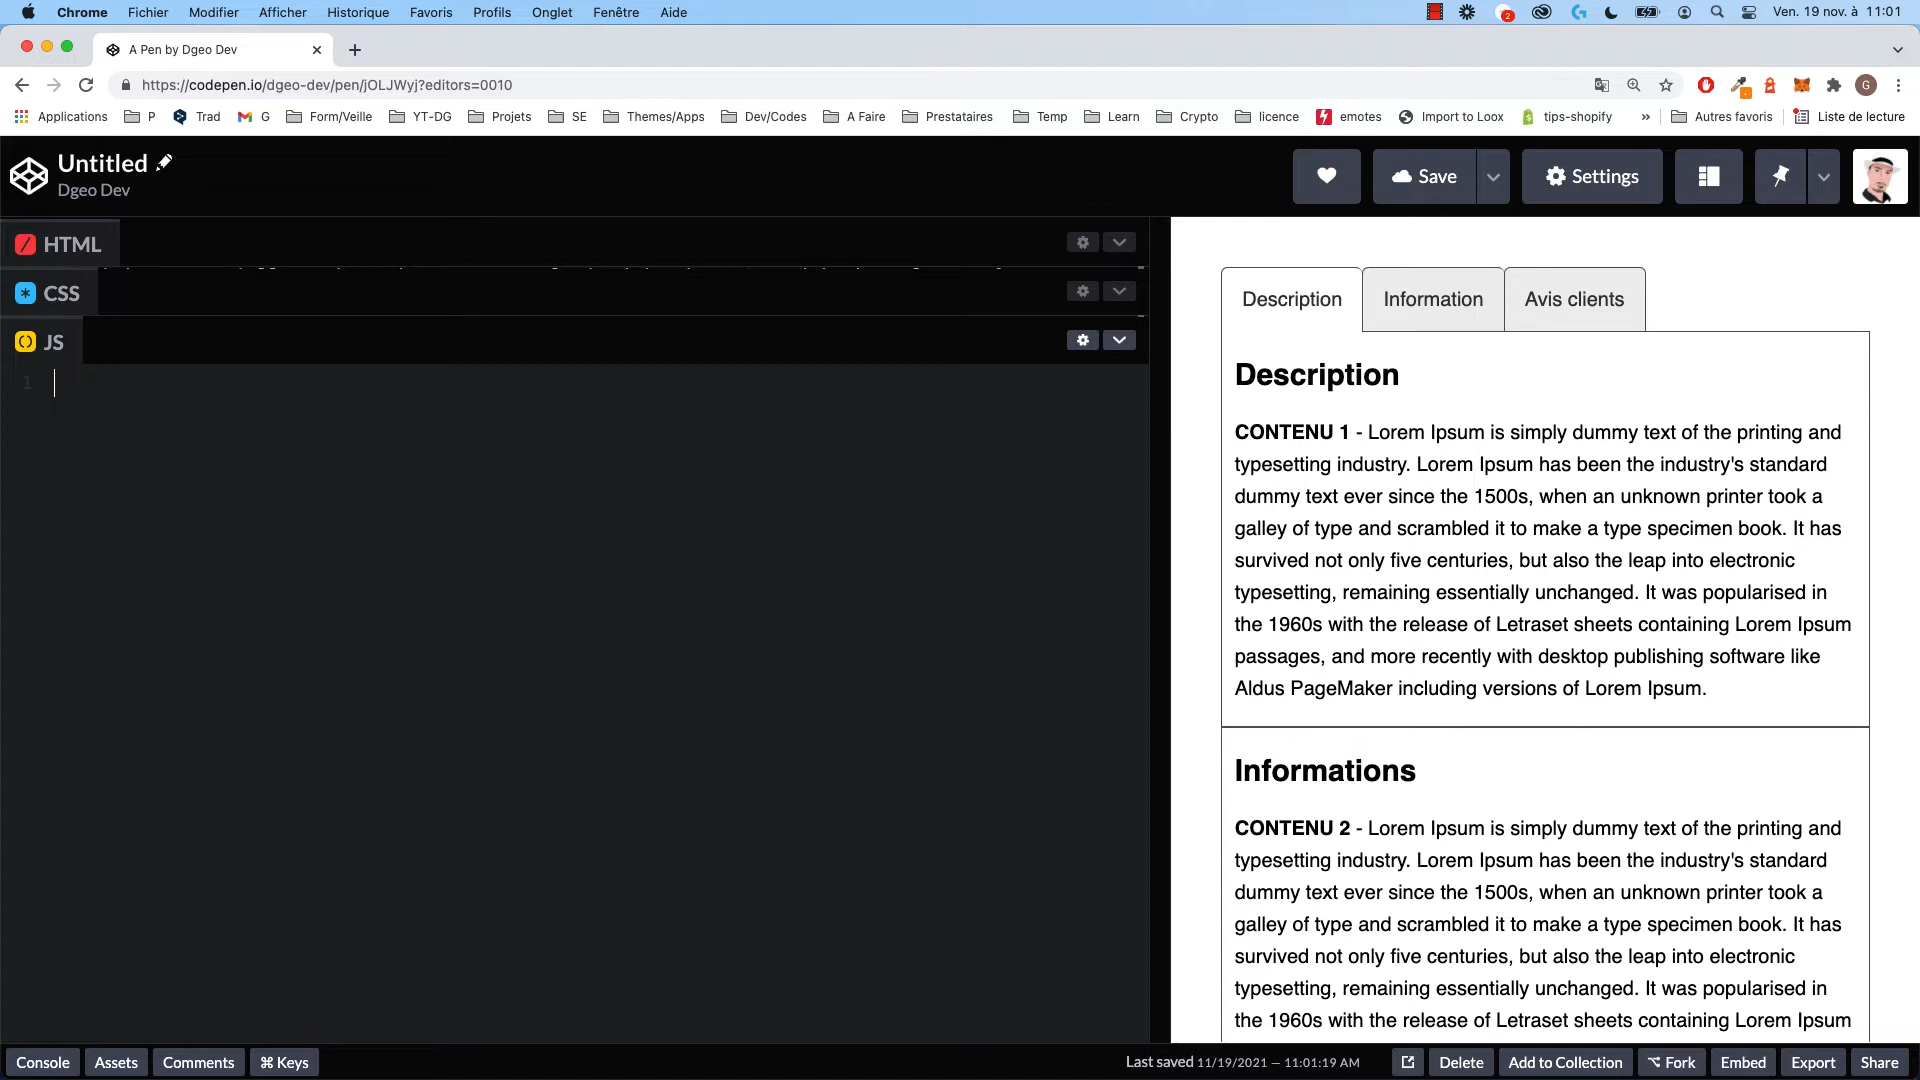 Chrome Fichier Modifier Afficher Historique Favoris Profils Onglet Fenêtre Aide 2 Ven. 19 nov. à 11:01
A Pen by Dgeo Dev
https://codepen.io/dgeo-dev/pen/jOLJWyj?editors=0010 G
Applications P Trad G Form/Veille YT-DG Projets SE Themes/Apps Dev/Codes A Faire Prestataires Temp Learn Crypto licence emotes Import to Loox tips-shopify » Autres favoris Liste de lecture
Untitled
Dgeo Dev
Save Settings
HTML
CSS
JS
1
Description Information Avis clients
Description
CONTENU 1 - Lorem Ipsum is simply dummy text of the printing and
typesetting industry. Lorem Ipsum has been the industry's standard
dummy text ever since the 1500s, when an unknown printer took a
galley of type and scrambled it to make a type specimen book. It has
survived not only five centuries, but also the leap into electronic
typesetting, remaining essentially unchanged. It was popularised in
the 1960s with the release of Letraset sheets containing Lorem Ipsum
passages, and more recently with desktop publishing software like
Aldus PageMaker including versions of Lorem Ipsum.
Informations
CONTENU 2 - Lorem Ipsum is simply dummy text of the printing and
typesetting industry. Lorem Ipsum has been the industry's standard
dummy text ever since the 1500s, when an unknown printer took a
galley of type and scrambled it to make a type specimen book. It has
survived not only five centuries, but also the leap into electronic
typesetting, remaining essentially unchanged. It was popularised in
the 1960s with the release of Letraset sheets containing Lorem Ipsum
Console Assets Comments ⌘ Keys Last saved 11/19/2021 — 11:01:19 AM Delete Add to Collection Fork Embed Export Share